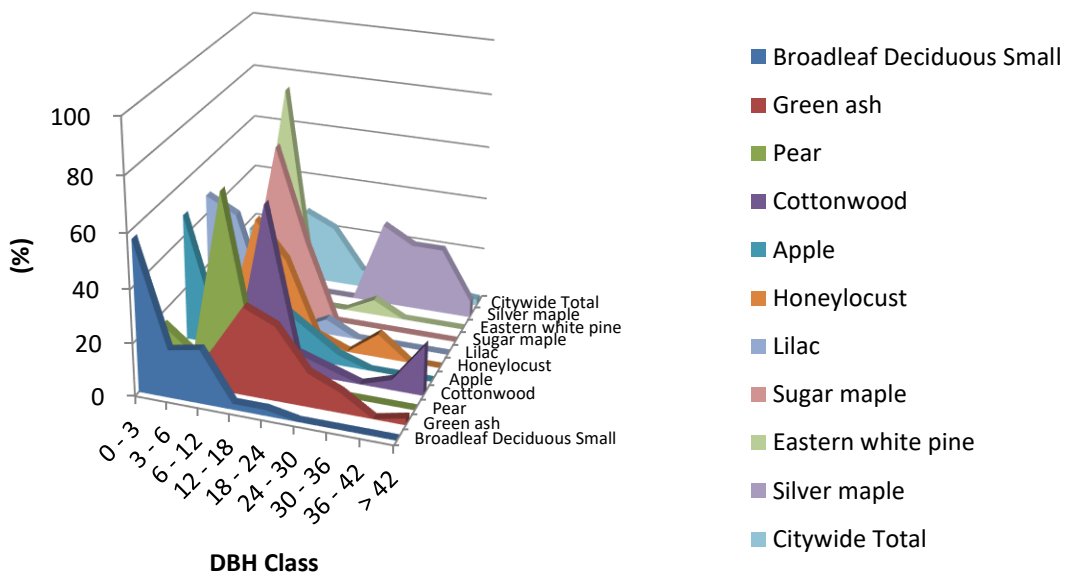 100
80
60
40
20
0
(%)
0 - 3
3 - 6
6 - 12
12 - 18
18 - 24
24 - 30
30 - 36
36 - 42
> 42
DBH Class
Citywide Total
Silver maple
Eastern white pine
Sugar maple
Lilac
Honeylocust
Apple
Cottonwood
Pear
Green ash
Broadleaf Deciduous Small
Broadleaf Deciduous Small
Green ash
Pear
Cottonwood
Apple
Honeylocust
Lilac
Sugar maple
Eastern white pine
Silver maple
Citywide Total